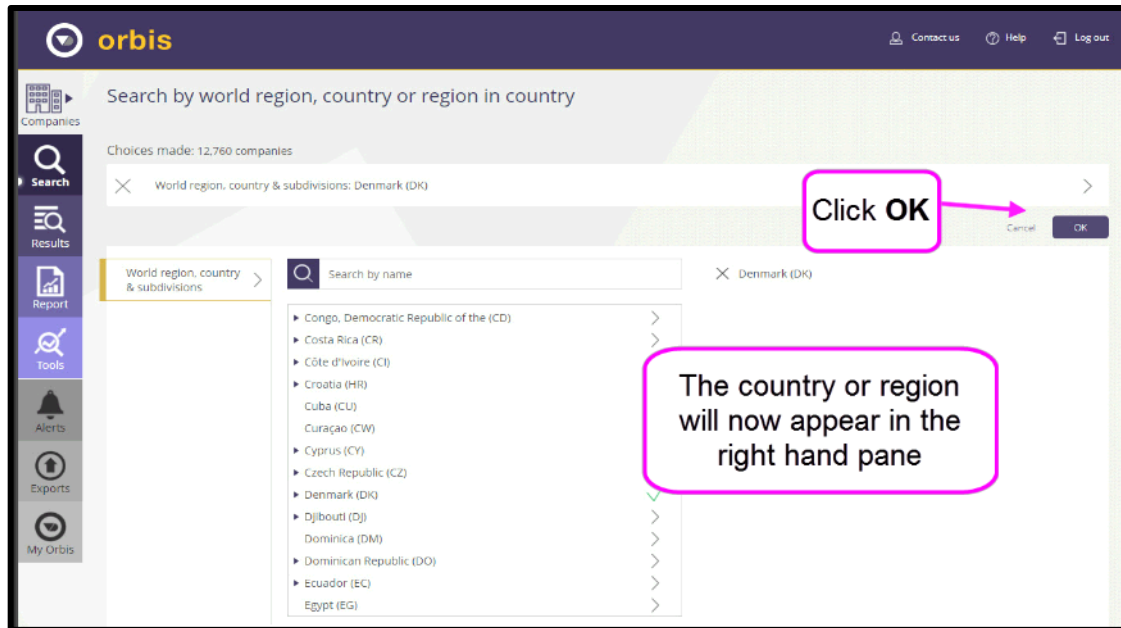 orbis
Contact us
Help
Log out
Companies
Search by world region, country or region in country
Choices made: 12,760 companies
Search
World region, country & subdivisions: Denmark (DK)
Click OK
Cancel
OK
Results
World region, country
& subdivisions
Search by name
Denmark (DK)
Report
Congo, Democratic Republic of the (CD)
Costa Rica (CR)
Côte d'Ivoire (CI)
Croatia (HR)
Cuba (CU)
Curaçao (CW)
Cyprus (CY)
Czech Republic (CZ)
Denmark (DK)
Djibouti (DJ)
Dominica (DM)
Dominican Republic (DO)
Ecuador (EC)
Egypt (EG)
The country or region
will now appear in the
right hand pane
Tools
Alerts
Exports
My Orbis